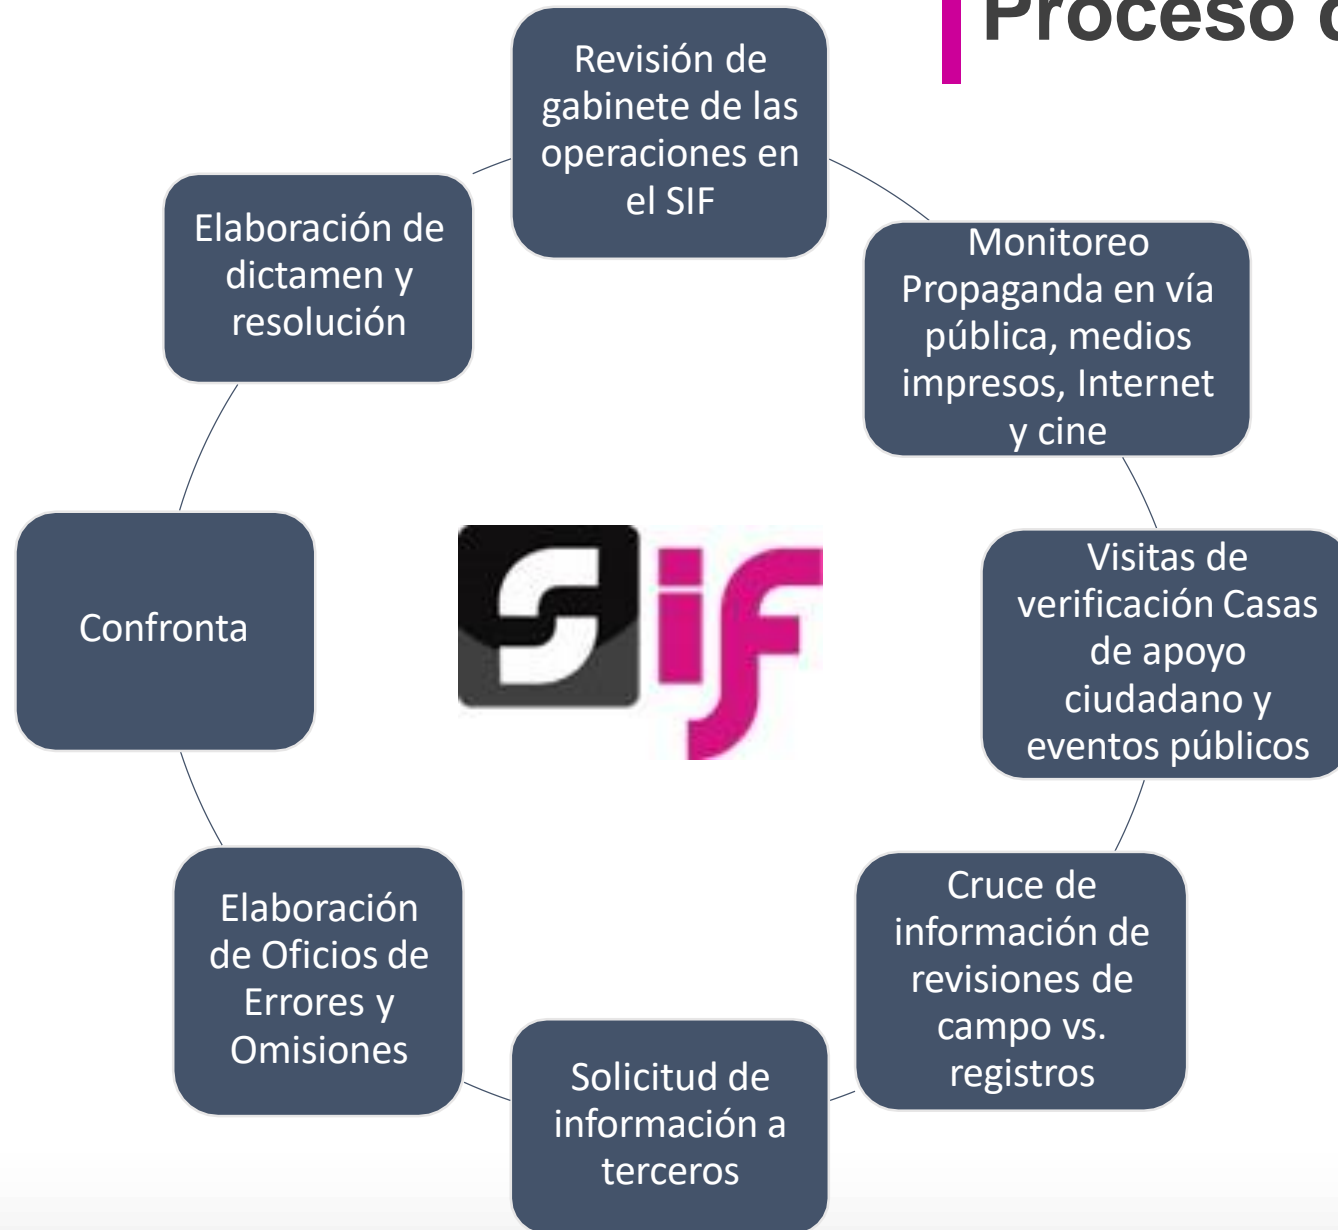 Proceso d
Revisión de
gabinete de las
operaciones en
el SIF
Monitoreo
Propaganda en vía
pública, medios
impresos, Internet
y cine
Visitas de
verificación Casas
de apoyo
ciudadano y
eventos públicos
Cruce de
información de
revisiones de
campo vs.
registros
Solicitud de
información a
terceros
Elaboración
de Oficios de
Errores y
Omisiones
Confronta
Elaboración de
dictamen y
resolución
sif